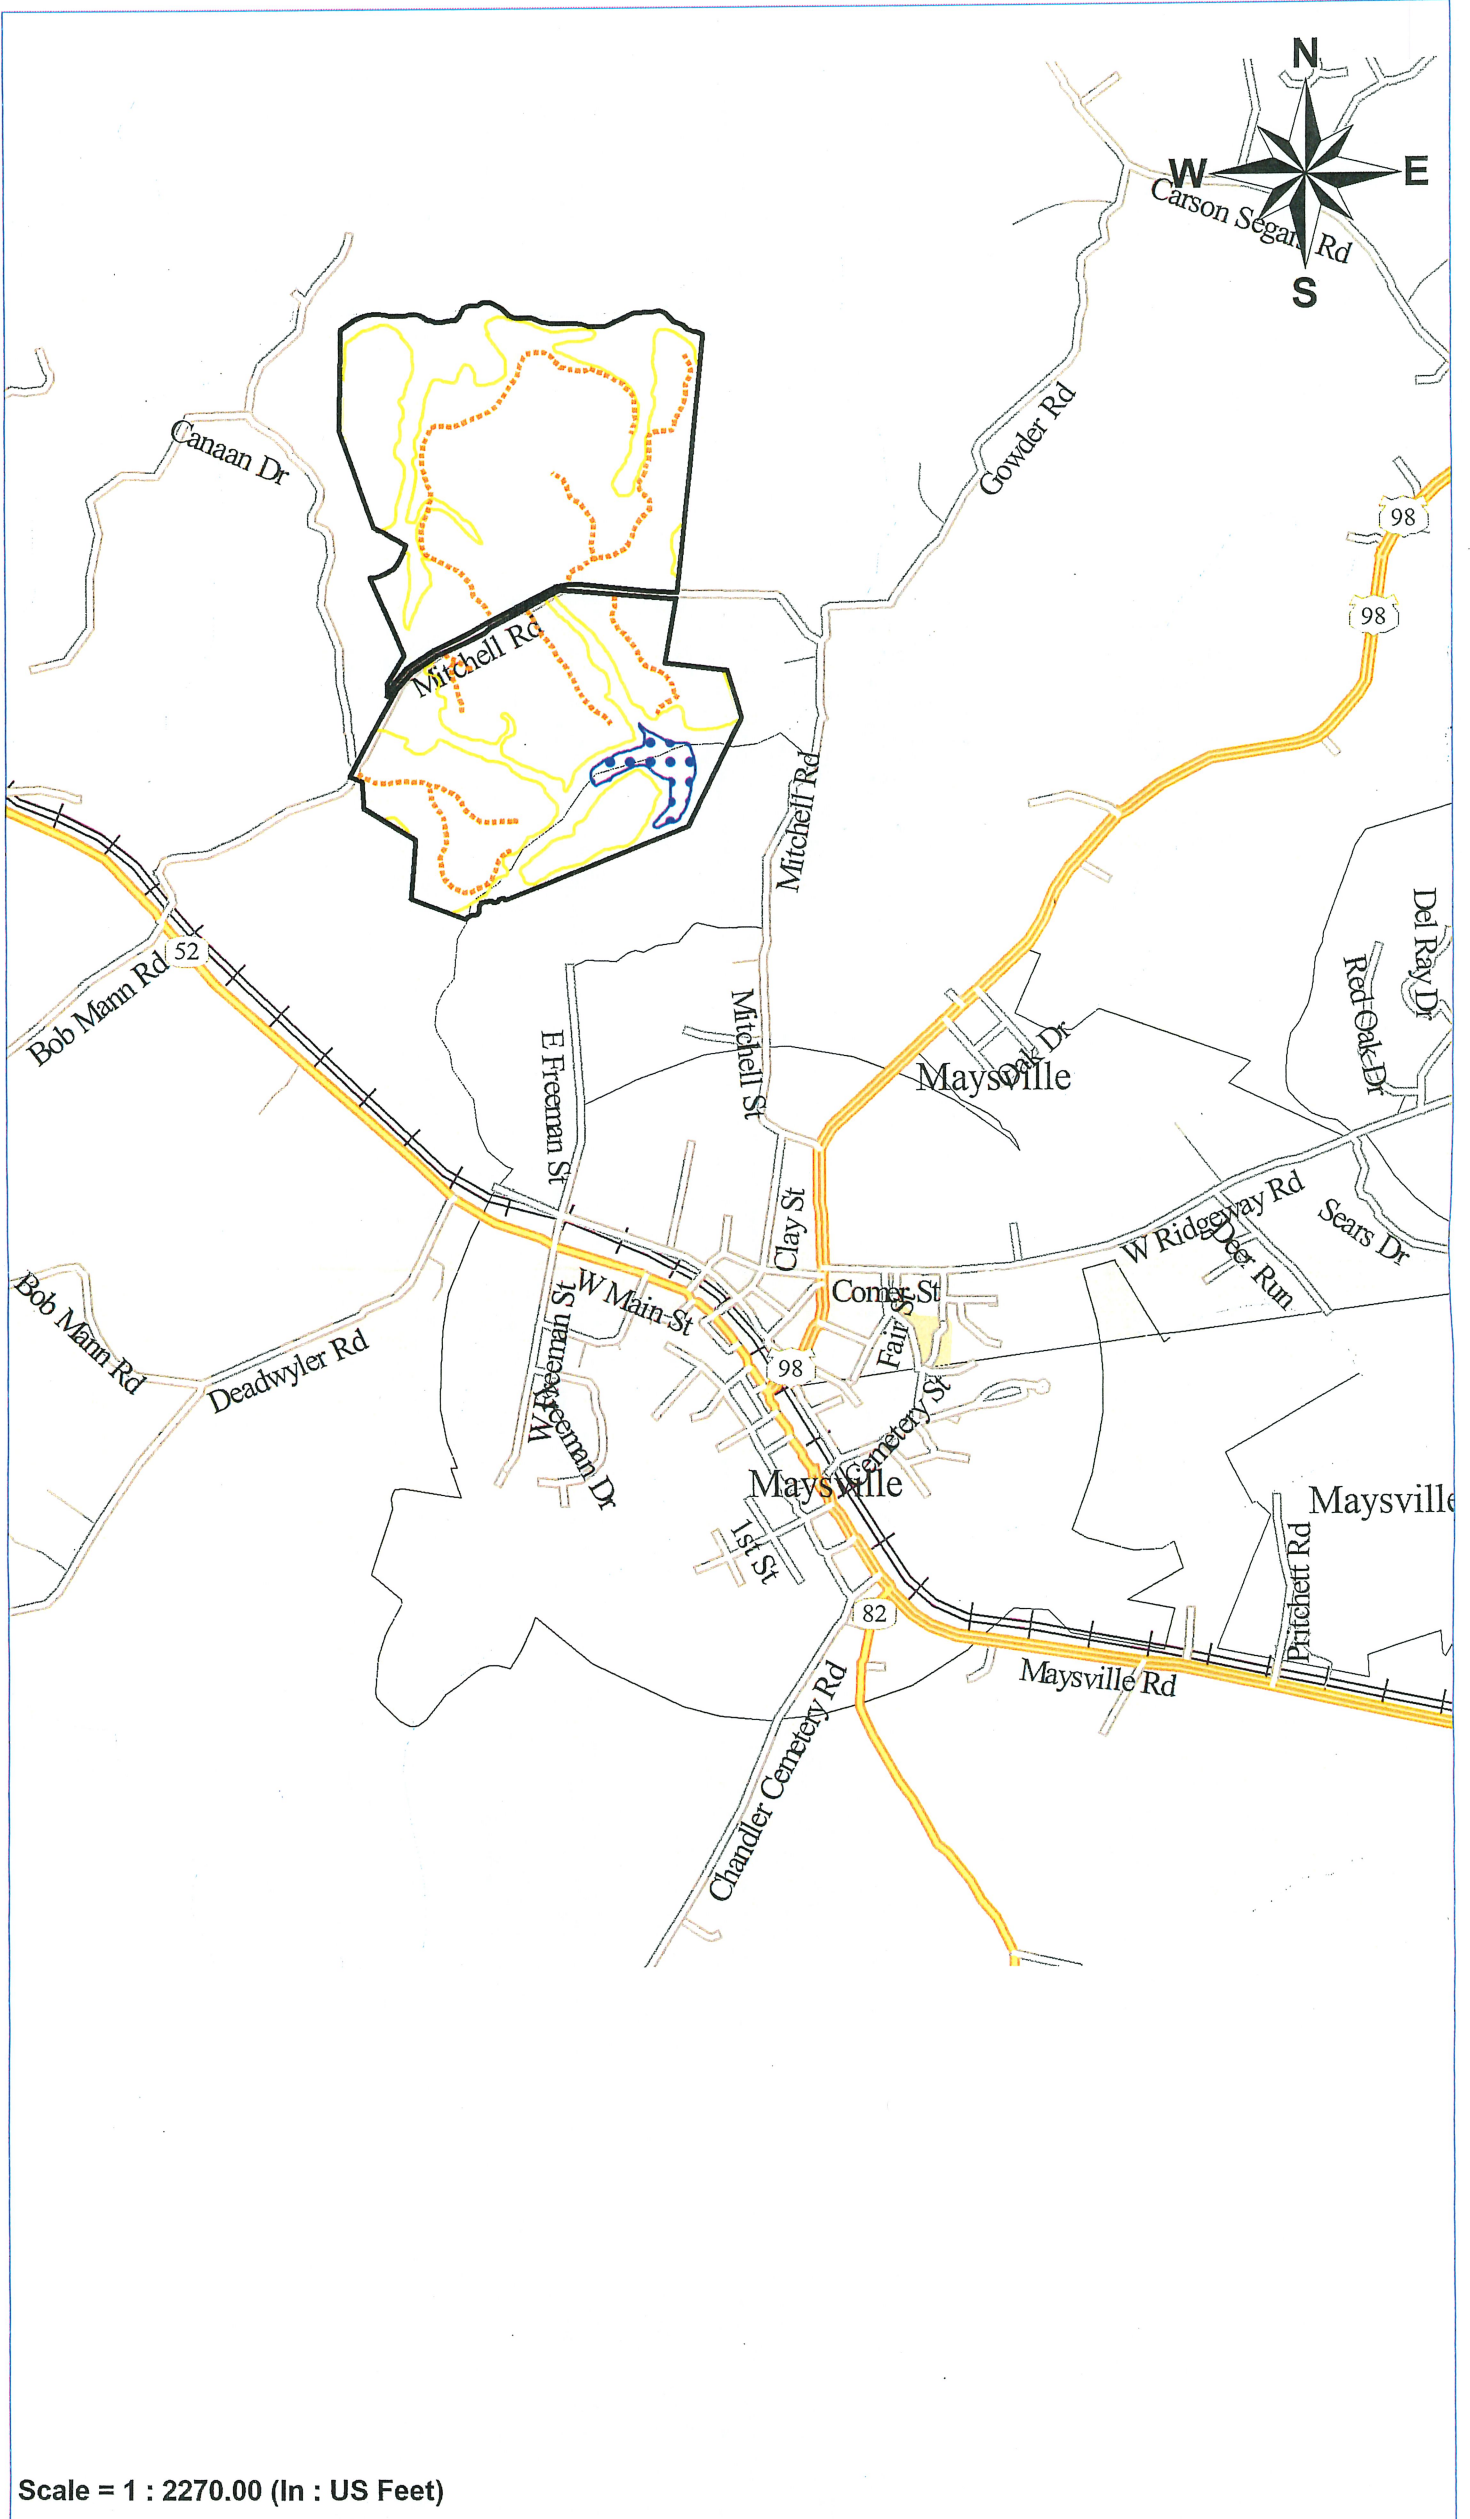 N
W
E
S
Carson Segars Rd
Gowder Rd
Canaan Dr
98
98
Mitchell Rd
Mitchell Rd
Del Ray Dr
Red Oak Dr
52
Bob Mann Rd
Mitchell St
E Freeman St
Oak Dr
Maysville
Clay St
W Ridgeway Rd
Sears Dr
Deer Run
Bob Mann Rd
W Main St
Comer St
Fair St
Deadwyler Rd
98
W Freeman St
Freeman Dr
Cemetery St
Maysville
Maysville
1st St
Pritchett Rd
82
Maysville Rd
Chandler Cemetery Rd
Scale = 1 : 2270.00 (In : US Feet)